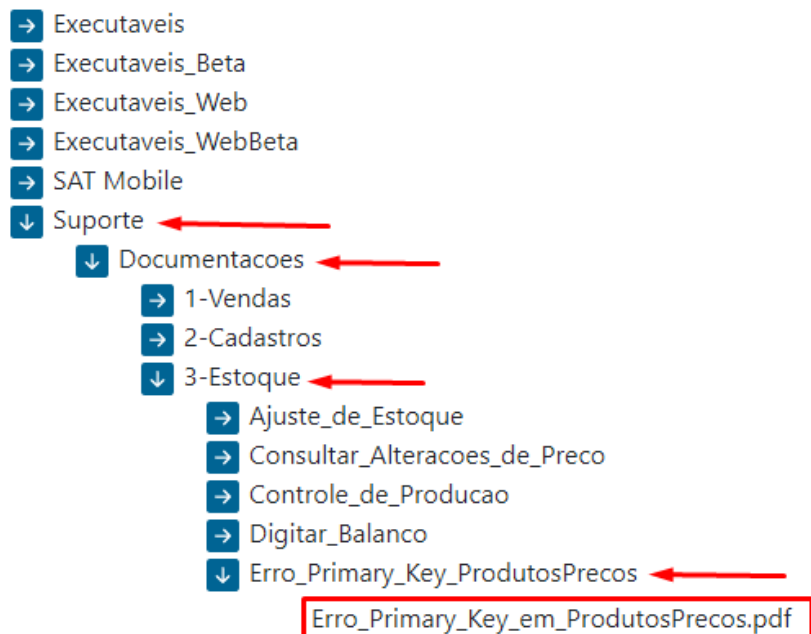 Executaveis
Executaveis_Beta
Executaveis_Web
Executaveis_WebBeta
SAT Mobile
Suporte
Documentacoes
1-Vendas
2-Cadastros
3-Estoque
Ajuste_de_Estoque
Consultar_Alteracoes_de_Preco
Controle_de_Producao
Digitar_Balanco
Erro_Primary_Key_ProdutosPrecos
Erro_Primary_Key_em_ProdutosPrecos.pdf